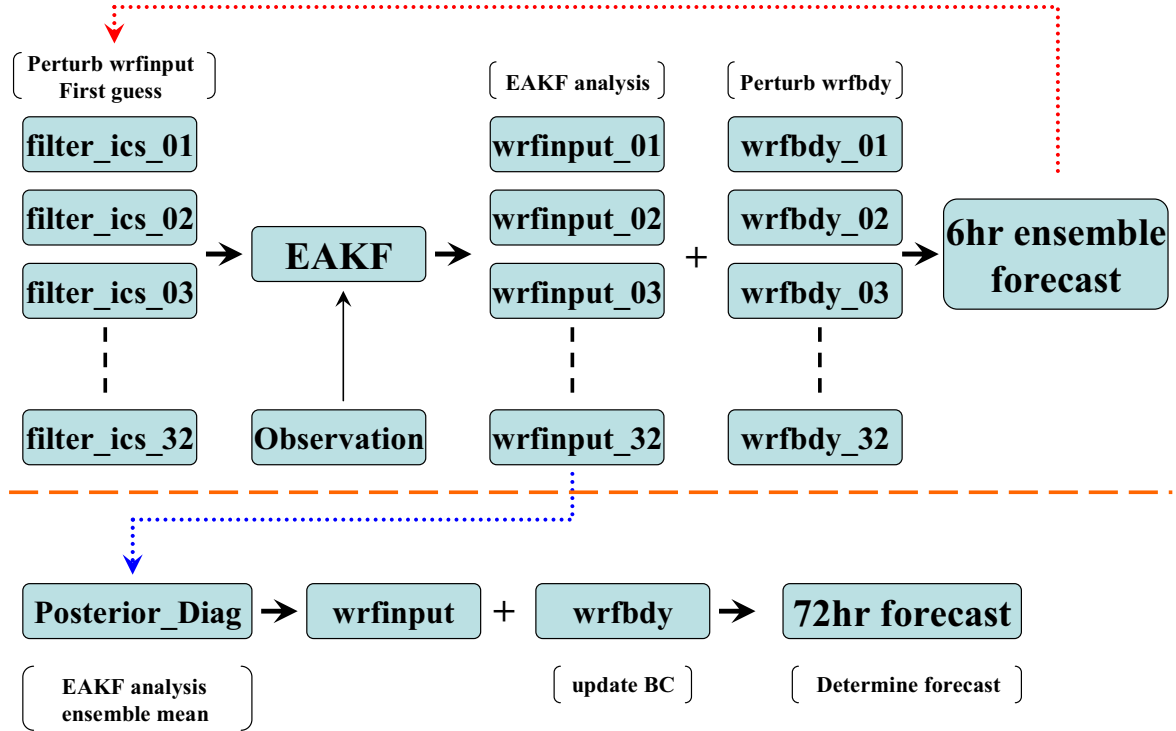 Perturb wrfinput
First guess
filter_ics_01
filter_ics_02
filter_ics_03
filter_ics_32
EAKF
Observation
EAKF analysis
wrfinput_01
wrfinput_02
wrfinput_03
wrfinput_32
+
Perturb wrfbdy
wrfbdy_01
wrfbdy_02
wrfbdy_03
wrfbdy_32
6hr ensemble
forecast
Posterior_Diag
wrfinput
+
wrfbdy
72hr forecast
EAKF analysis
ensemble mean
update BC
Determine forecast